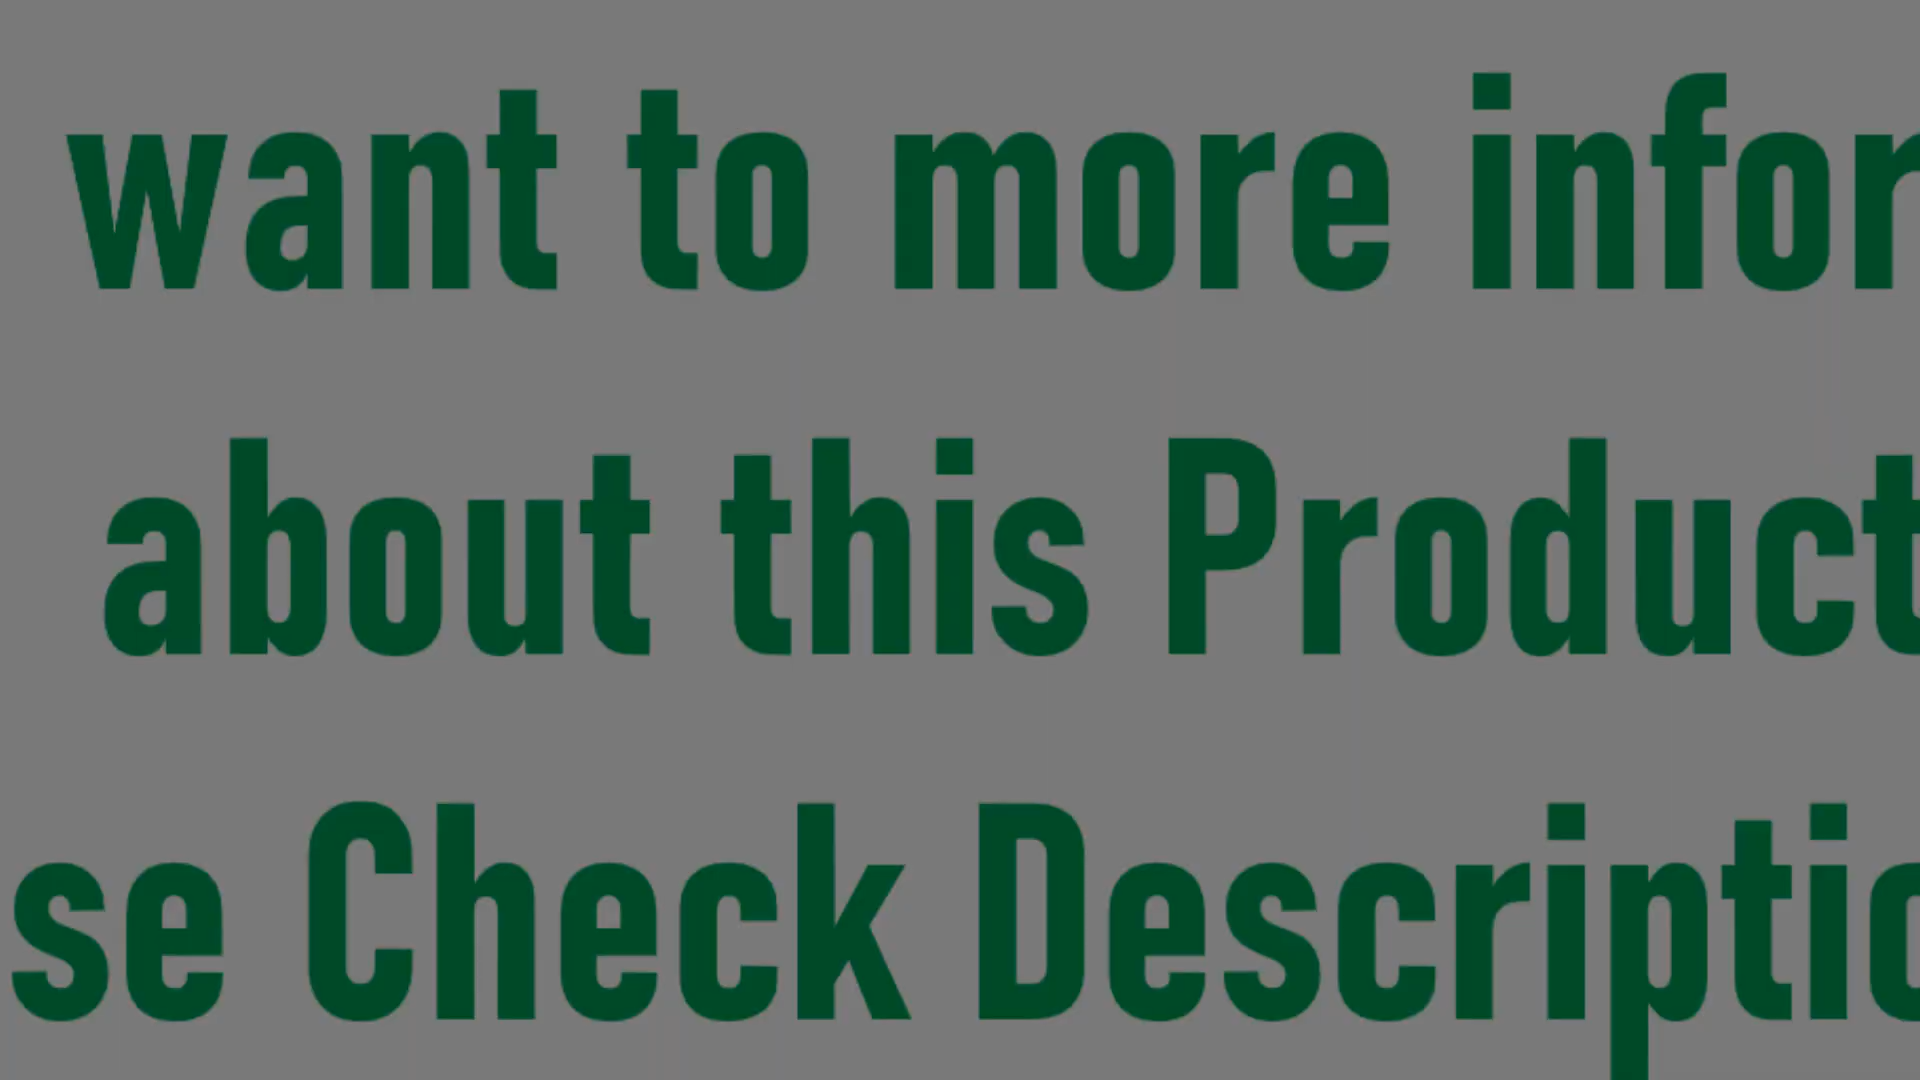 want to more infor
about this Product
se Check Descriptio